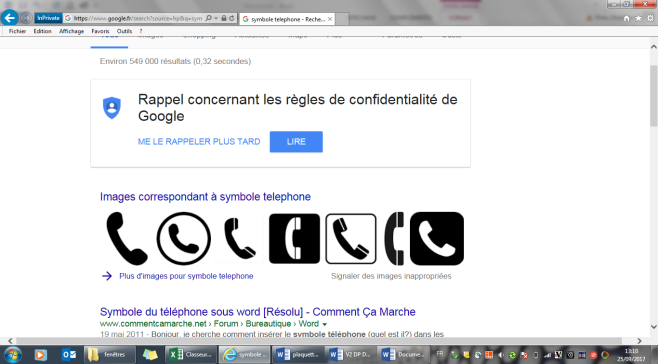 InPrivate https://www.google.fr/search?source=hp&q=sym
symbole telephone - Reche...
Fichier Edition Affichage Favoris Outils ?
Environ 549 000 résultats (0,32 secondes)
Rappel concernant les règles de confidentialité de
Google
ME LE RAPPELER PLUS TARD LIRE
Images correspondant à symbole telephone
Plus d'images pour symbole telephone Signaler des images inappropriées
Symbole du téléphone sous word [Résolu] - Comment Ça Marche
www.commentcamarche.net › Forum › Bureautique › Word
19 mai 2011 - Bonjour, je cherche comment insérer le symbole téléphone (quel est il?) dans les
fenêtres Classeur... symbole ... plaquett... V2 DP D... Docume... FR 13:10
25/09/2017